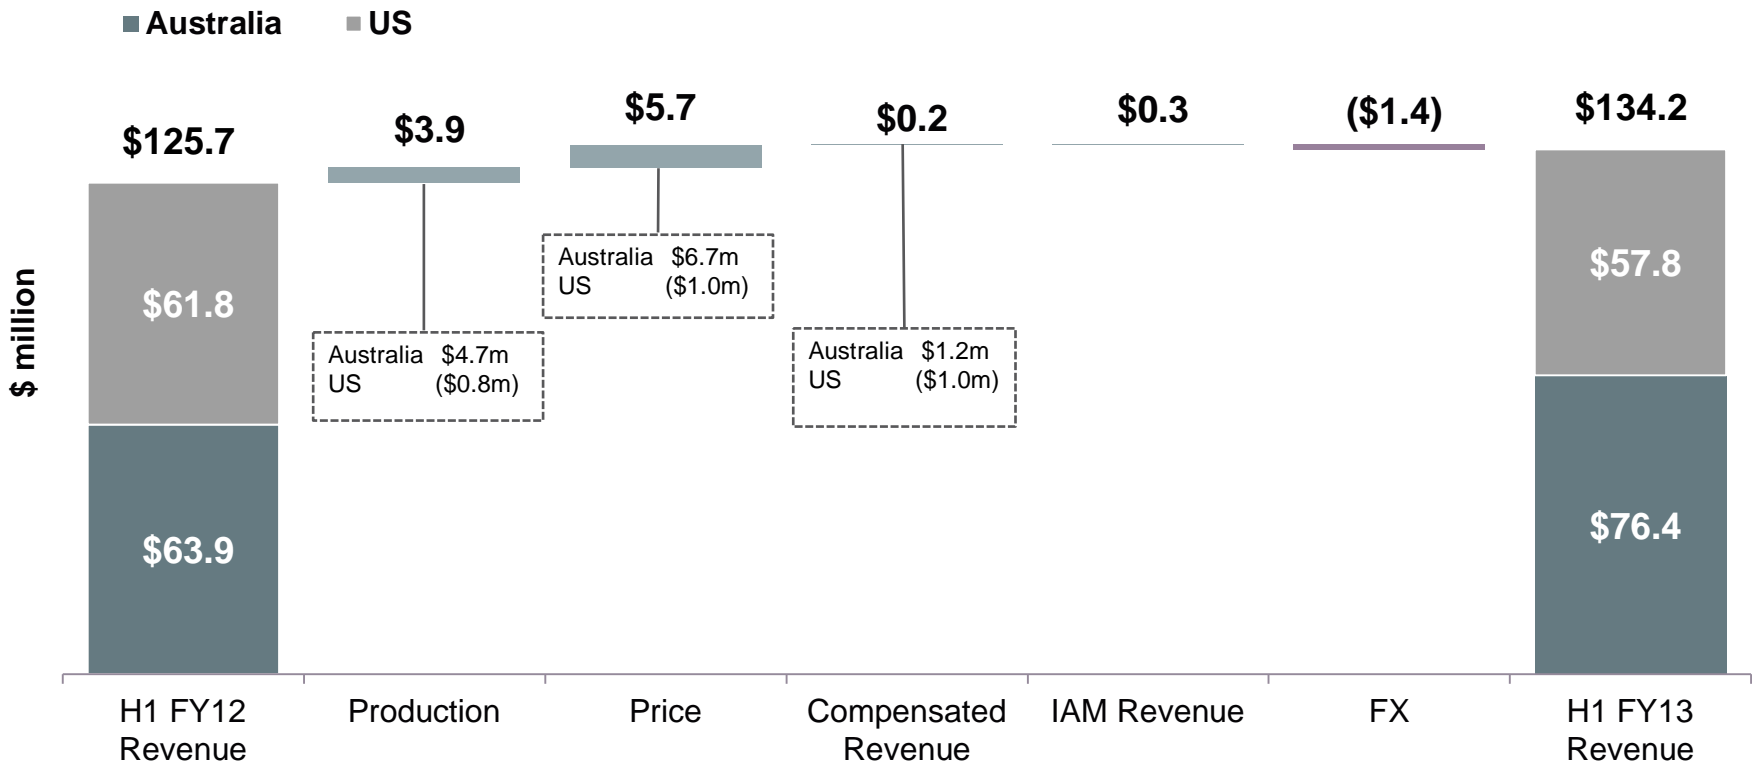 Australia US
$125.7 $3.9 $5.7 $0.2 $0.3 ($1.4) $134.2
$ million
$61.8
$63.9
Australia $4.7m
US ($0.8m)
Australia $6.7m
US ($1.0m)
Australia $1.2m
US ($1.0m)
$57.8
$76.4
H1 FY12
Revenue
Production
Price
Compensated
Revenue
IAM Revenue
FX
H1 FY13
Revenue